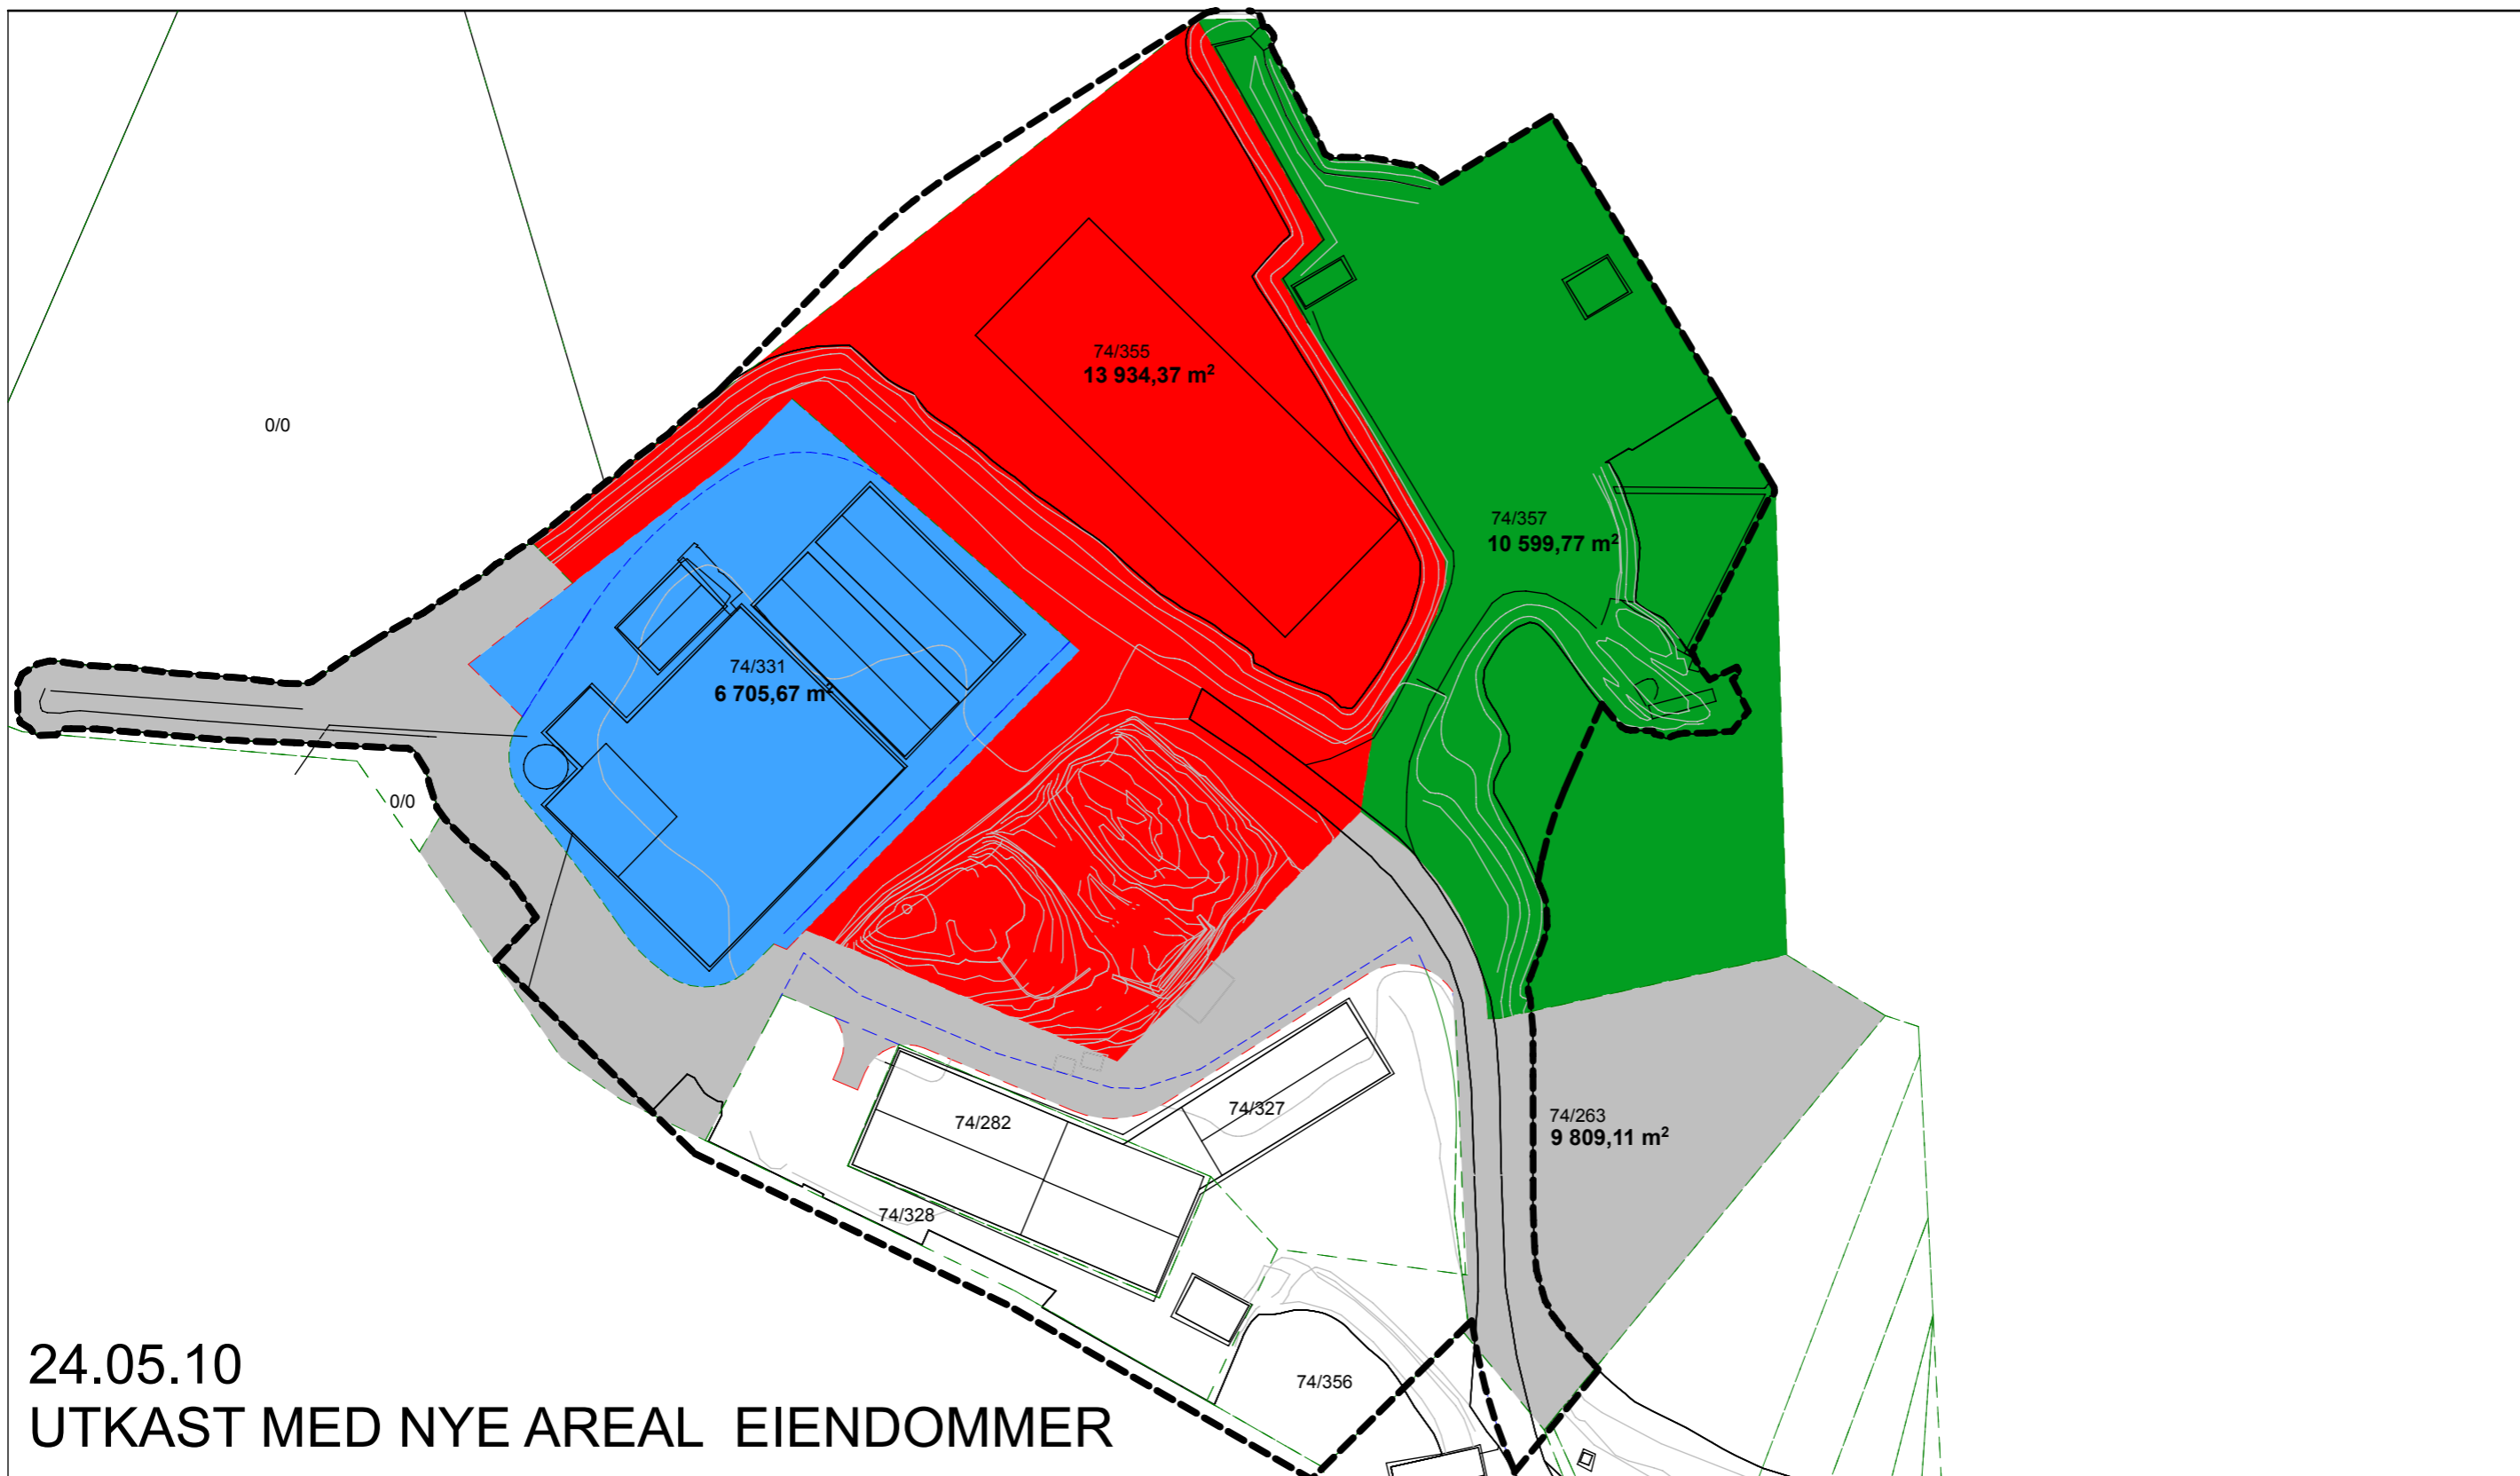 74/355
13 934,37 m²
0/0
74/357
10 599,77 m²
74/331
6 705,67 m²
0/0
74/282
74/327
74/263
9 809,11 m²
74/328
74/356
24.05.10
UTKAST MED NYE AREAL EIENDOMMER